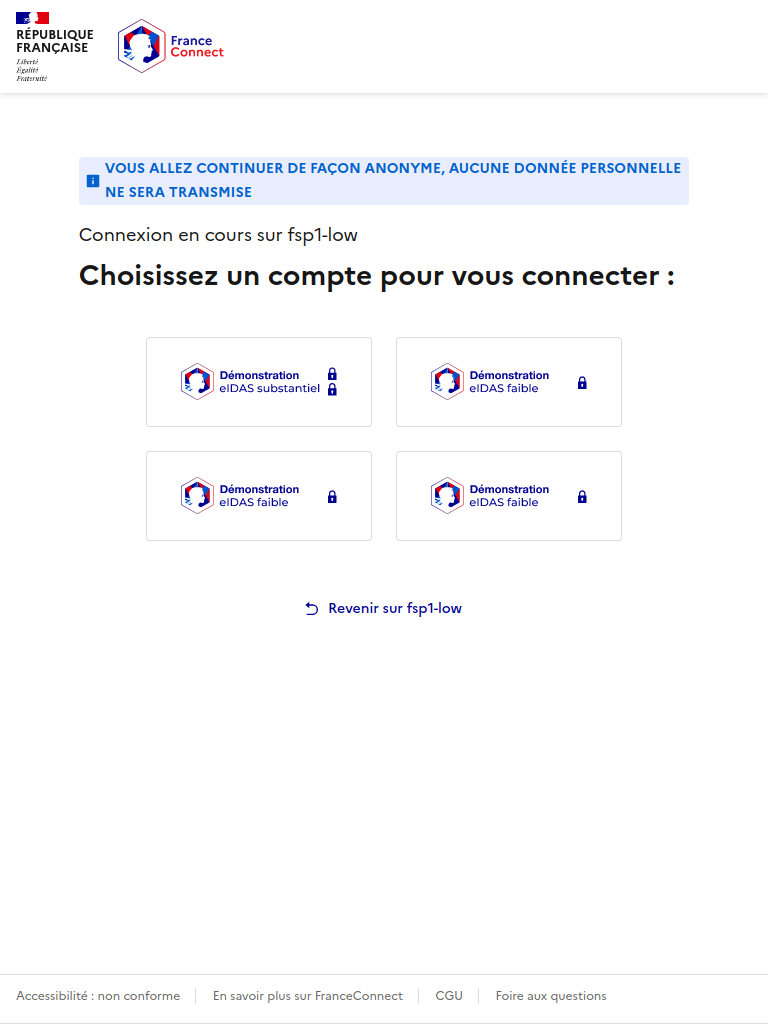 RÉPUBLIQUE
FRANÇAISE
Liberté
Égalité
Fraternité
France
Connect
VOUS ALLEZ CONTINUER DE FAÇON ANONYME, AUCUNE DONNÉE PERSONNELLE
NE SERA TRANSMISE
Connexion en cours sur fsp1-low
Choisissez un compte pour vous connecter :
Démonstration
eIDAS substantiel
Démonstration
eIDAS faible
Démonstration
eIDAS faible
Démonstration
eIDAS faible
Revenir sur fsp1-low
Accessibilité : non conforme
En savoir plus sur FranceConnect
CGU
Foire aux questions